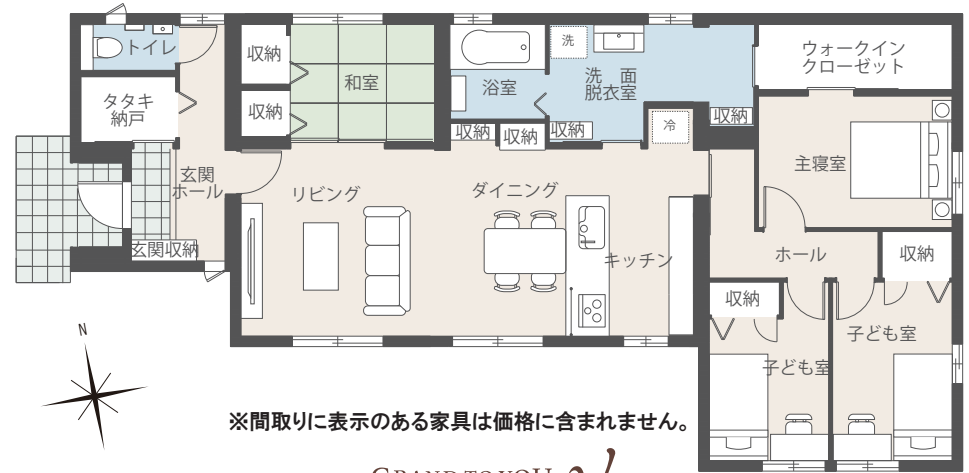 トイレ
タタキ
納戸
収納
収納
和室
浴室
洗
洗 面
脱衣室
収納
収納
収納
収納
冷
ウォークイン
クローゼット
主寝室
玄関
ホール
玄関収納
リビング
ダイニング
キッチン
ホール
収納
収納
子ども室
子ども室
N
※間取りに表示のある家具は価格に含まれません。
GRAND TO YOU